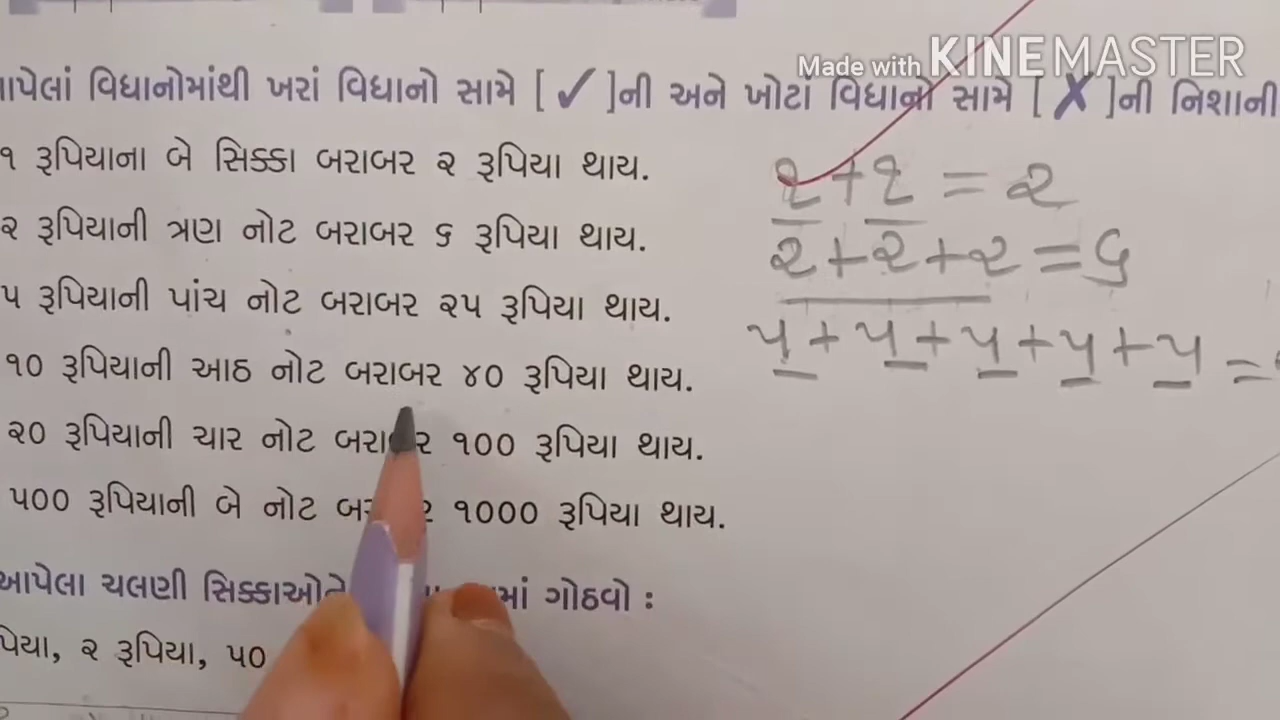 Made with KINEMASTER
આપેલાં વિધાનોમાંથી ખરાં વિધાનો સામે [ ✓ ]ની અને ખોટાં વિધાનો સામે [ ✗ ]ની નિશાની
૧ રૂપિયાના બે સિક્કા બરાબર ૨ રૂપિયા થાય.
૧+૧ = ૨
૨ રૂપિયાની ત્રણ નોટ બરાબર ૬ રૂપિયા થાય.
૨+૨+૨ = ૬
૫ રૂપિયાની પાંચ નોટ બરાબર ૨૫ રૂપિયા થાય.
૫+૫+૫+૫+૫ =
૧૦ રૂપિયાની આઠ નોટ બરાબર ૪૦ રૂપિયા થાય.
૨૦ રૂપિયાની ચાર નોટ બરાબર ૧૦૦ રૂપિયા થાય.
૫૦૦ રૂપિયાની બે નોટ ૧૦૦૦ રૂપિયા થાય.
આપેલા ચલણી સિક્કાઓને ગોઠવો :
૨ રૂપિયા, ૫૦